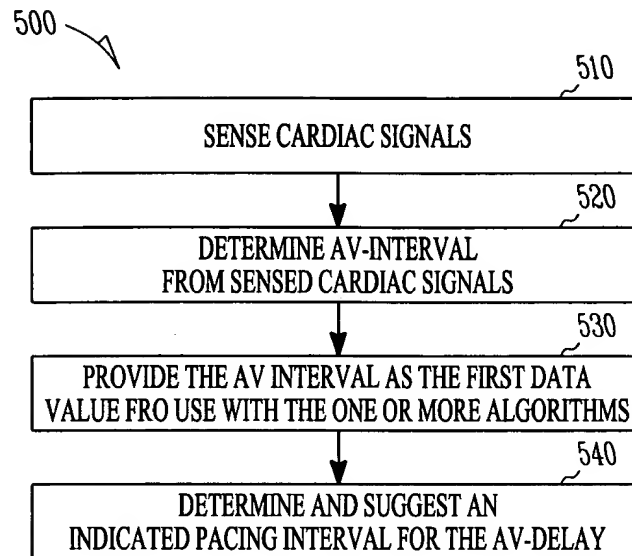 500
510
SENSE CARDIAC SIGNALS
520
DETERMINE AV-INTERVAL
FROM SENSED CARDIAC SIGNALS
530
PROVIDE THE AV INTERVAL AS THE FIRST DATA
VALUE FRO USE WITH THE ONE OR MORE ALGORITHMS
540
DETERMINE AND SUGGEST AN
INDICATED PACING INTERVAL FOR THE AV-DELAY